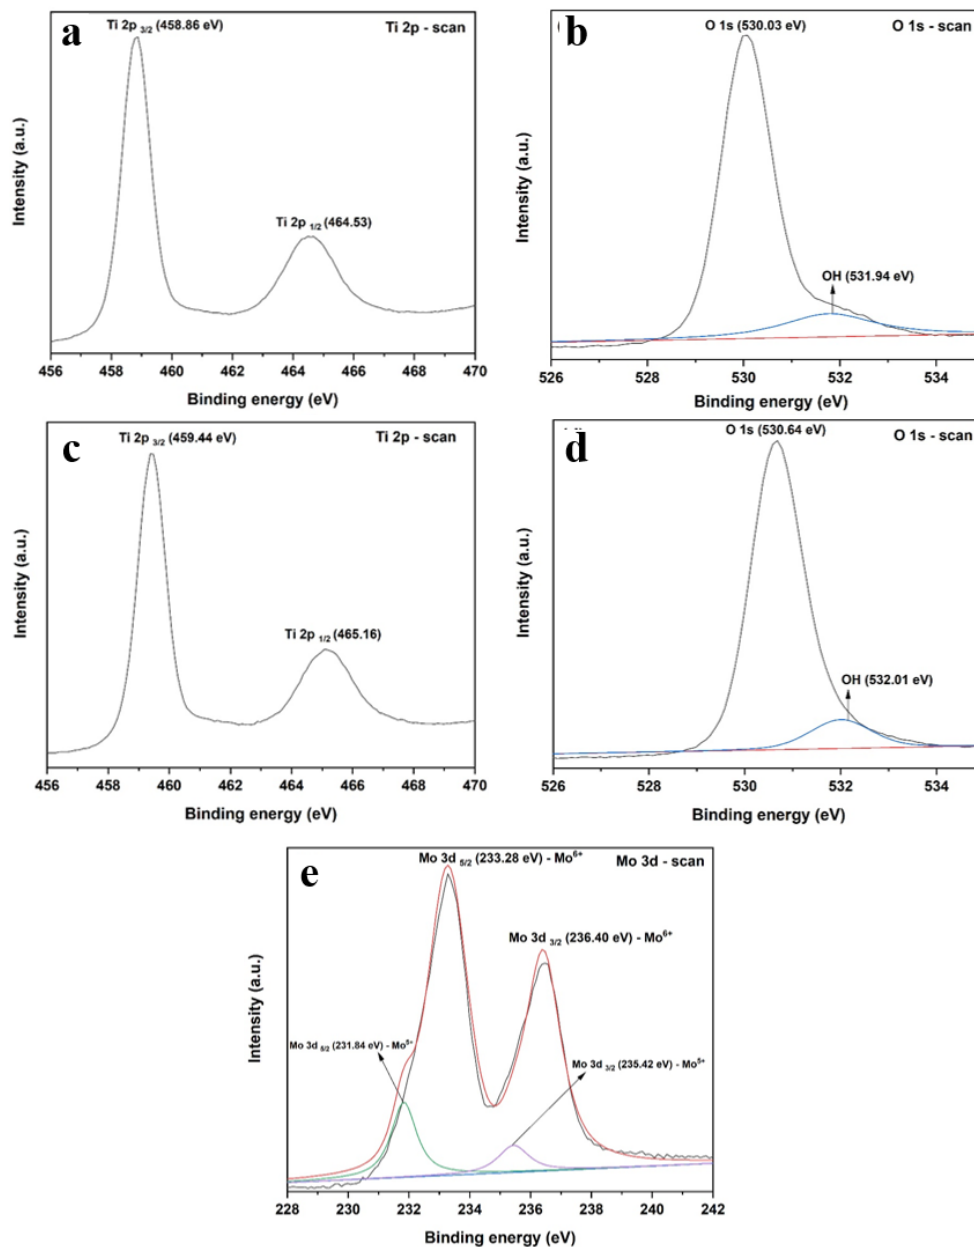 a
Ti 2p 3/2 (458.86 eV)
Ti 2p - scan
Ti 2p 1/2 (464.53)
Intensity (a.u.)
456 458 460 462 464 466 468 470
Binding energy (eV)
b
O 1s (530.03 eV)
O 1s - scan
OH (531.94 eV)
Intensity (a.u.)
526 528 530 532 534
Binding energy (eV)
c
Ti 2p 3/2 (459.44 eV)
Ti 2p - scan
Ti 2p 1/2 (465.16)
Intensity (a.u.)
456 458 460 462 464 466 468 470
Binding energy (eV)
d
O 1s (530.64 eV)
O 1s - scan
OH (532.01 eV)
Intensity (a.u.)
526 528 530 532 534
Binding energy (eV)
e
Mo 3d 5/2 (233.28 eV) - Mo⁶⁺
Mo 3d - scan
Mo 3d 3/2 (236.40 eV) - Mo⁶⁺
Mo 3d 5/2 (231.84 eV) - Mo⁵⁺
Mo 3d 3/2 (235.42 eV) - Mo⁵⁺
Intensity (a.u.)
228 230 232 234 236 238 240 242
Binding energy (eV)